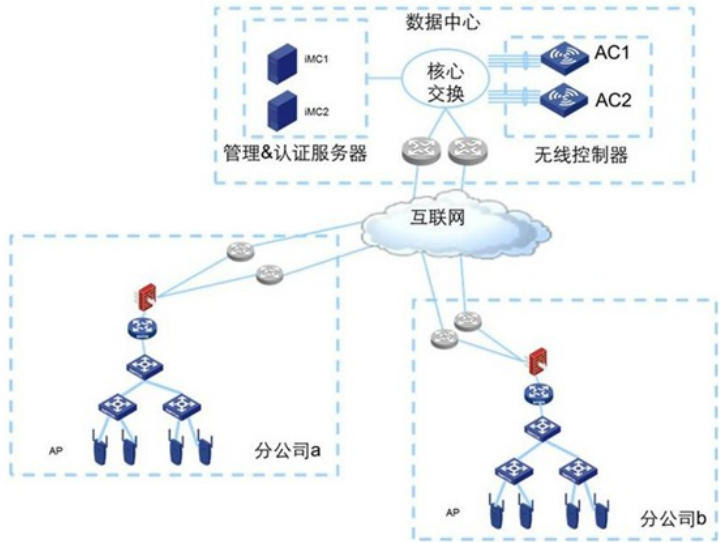 数据中心
iMC1
iMC2
管理&认证服务器
核心
交换
AC1
AC2
无线控制器
互联网
AP
分公司a
AP
分公司b